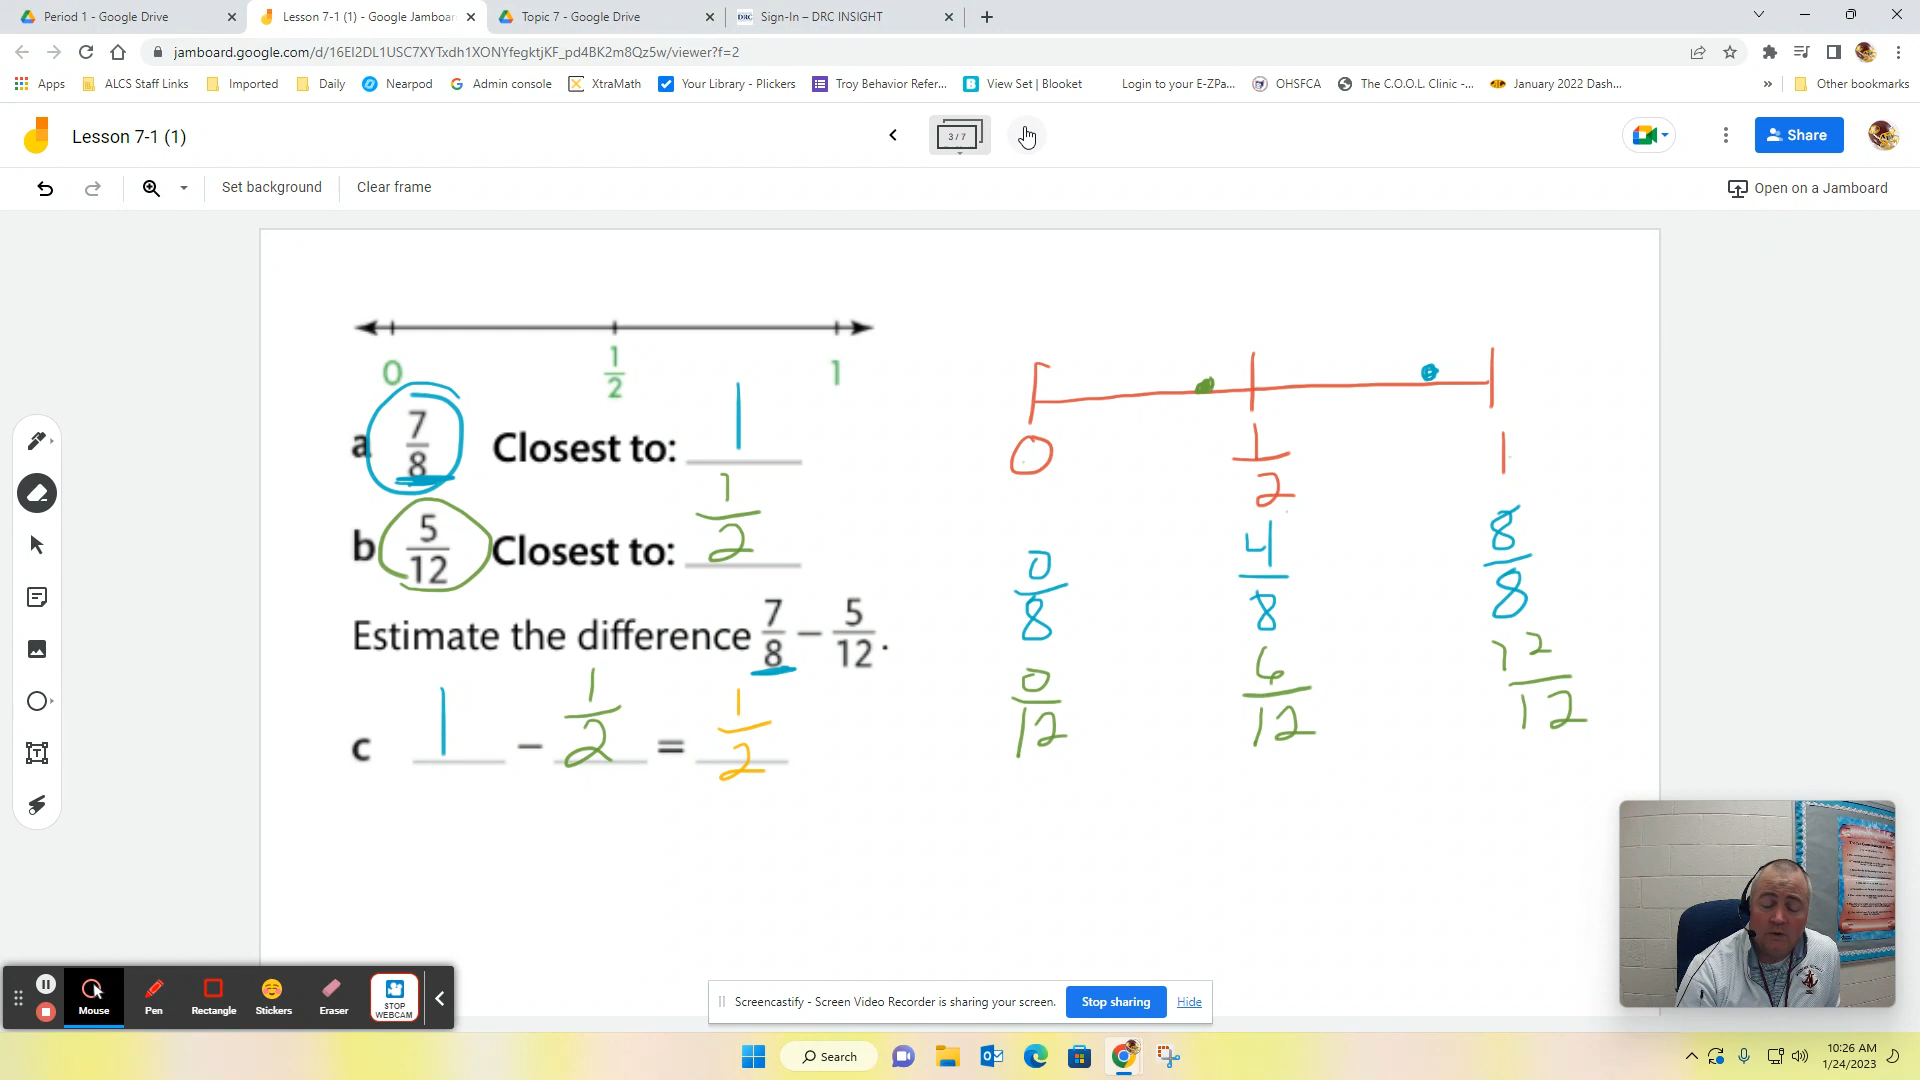 Period 1 - Google Drive
Lesson 7-1 (1) - Google Jamboar
Topic 7 - Google Drive
DRC
Sign-In – DRC INSIGHT
jamboard.google.com/d/16EI2DL1USC7XYTxdh1XONYfegktjKF_pd4BK2m8Qz5w/viewer?f=2
Apps
ALCS Staff Links
Imported
Daily
Nearpod
Admin console
XtraMath
Your Library - Plickers
Troy Behavior Refer...
View Set | Blooket
Login to your E-ZPa...
OHSFCA
The C.O.O.L. Clinic -...
January 2022 Dash...
Other bookmarks
Lesson 7-1 (1)
3 / 7
Share
Set background
Clear frame
Open on a Jamboard
0 1/2 1
a 7/8 Closest to: 1
b 5/12 Closest to: 1/2
Estimate the difference 7/8 − 5/12.
c 1 − 1/2 = 1/2
0 1/2 1
0/8 4/8 8/8
0/12 6/12 12/12
Mouse
Pen
Rectangle
Stickers
Eraser
STOP
WEBCAM
Screencastify - Screen Video Recorder is sharing your screen.
Stop sharing
Hide
Search
10:26 AM
1/24/2023